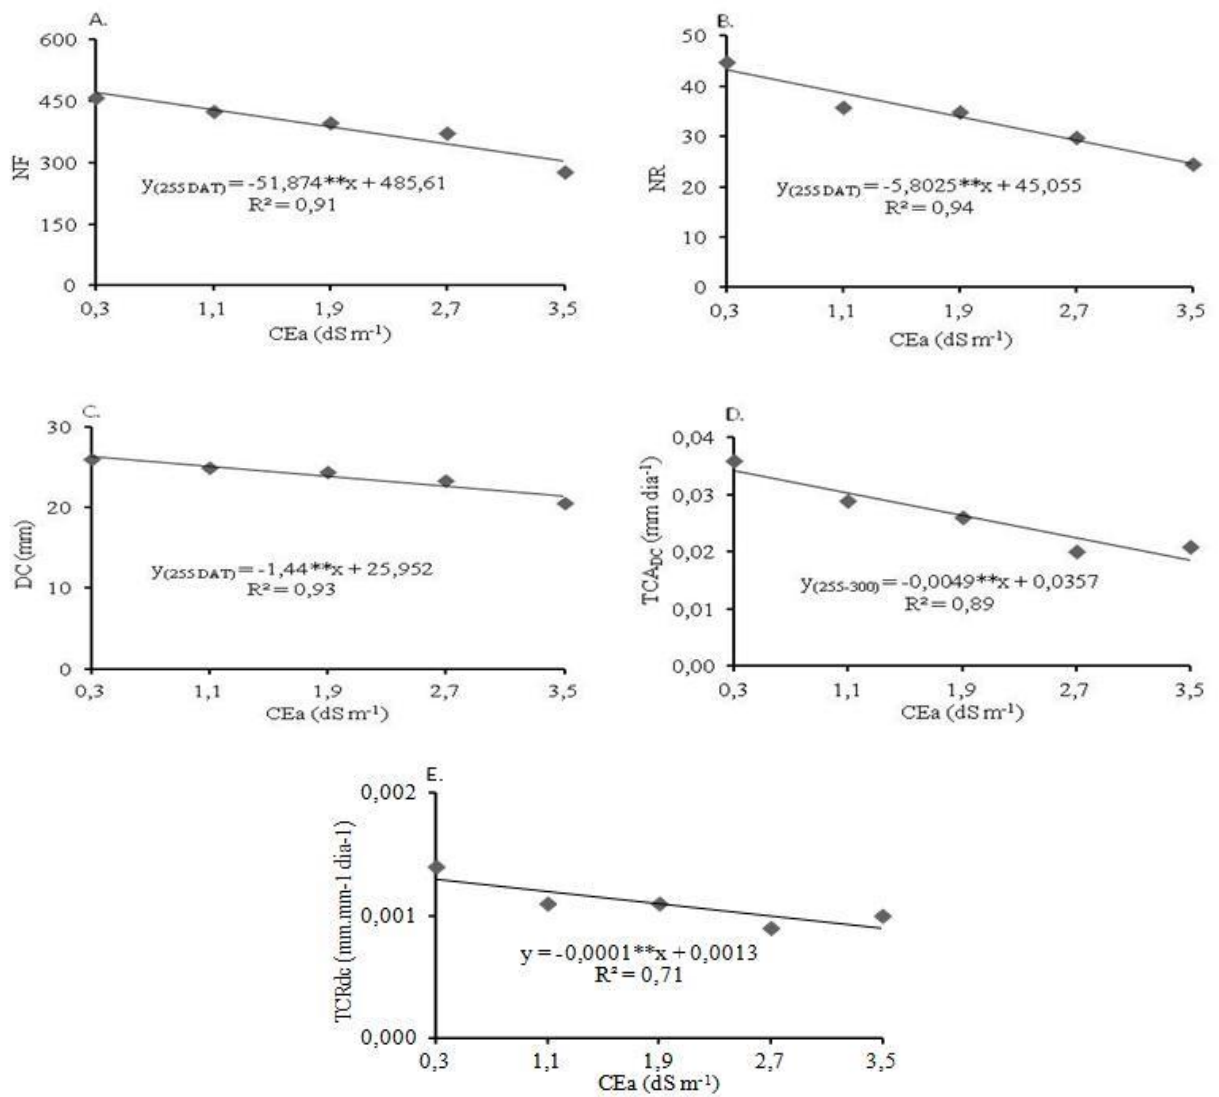 A.
600
450
300
150
0
NF
y(255 DAT) = -51,874**x + 485,61
R² = 0,91
0,3 1,1 1,9 2,7 3,5
CEa (dS m-1)
B.
50
40
30
20
10
0
NR
y(255 DAT) = -5,8025**x + 45,055
R² = 0,94
0,3 1,1 1,9 2,7 3,5
CEa (dS m-1)
C.
30
20
10
0
DC (mm)
y(255 DAT) = -1,44**x + 25,952
R² = 0,93
0,3 1,1 1,9 2,7 3,5
CEa (dS m-1)
D.
0,04
0,03
0,02
0,01
0,00
TCADC (mm dia-1)
y(255-300) = -0,0049**x + 0,0357
R² = 0,89
0,3 1,1 1,9 2,7 3,5
CEa (dS m-1)
E.
0,002
0,001
0,000
TCRdc (mm.mm-1 dia-1)
y = -0,0001**x + 0,0013
R² = 0,71
0,3 1,1 1,9 2,7 3,5
CEa (dS m-1)